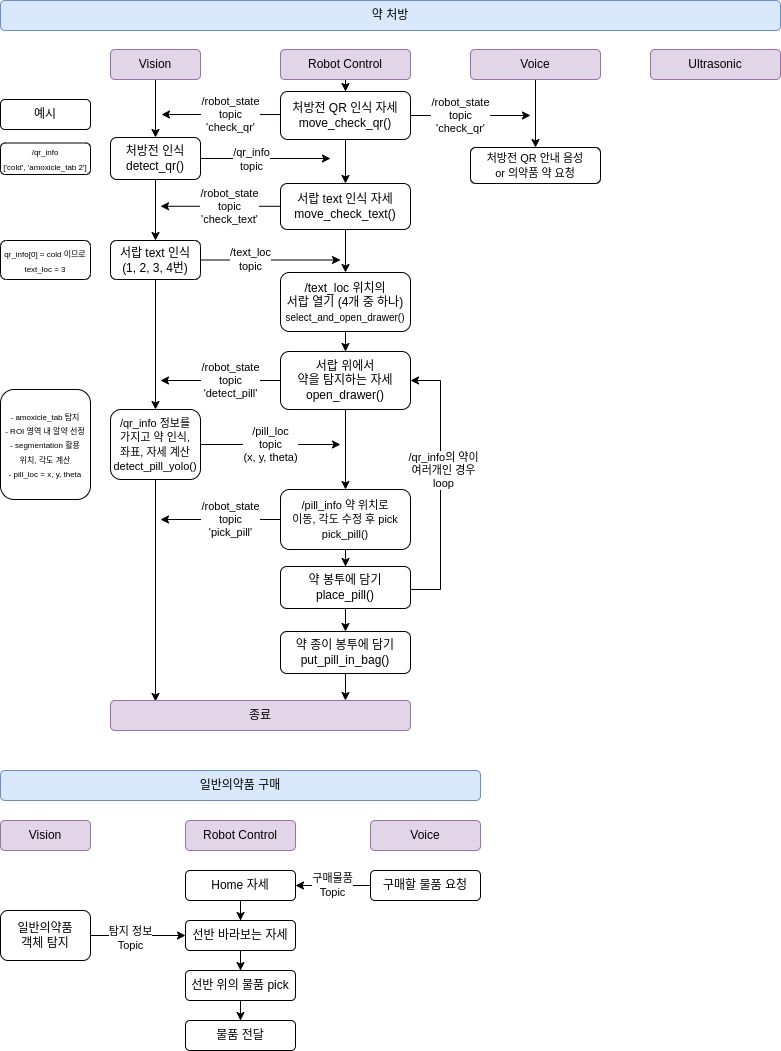 약 처방
Vision
Robot Control
Voice
Ultrasonic
예시
/robot_state
topic
'check_qr'
처방전 QR 인식 자세
move_check_qr()
/robot_state
topic
'check_qr'
/qr_info
['cold', 'amoxicle_tab 2']
처방전 인식
detect_qr()
/qr_info
topic
처방전 QR 안내 음성
or 의약품 약 요청
/robot_state
topic
'check_text'
서랍 text 인식 자세
move_check_text()
qr_info[0] = cold 이므로
text_loc = 3
서랍 text 인식
(1, 2, 3, 4번)
/text_loc
topic
/text_loc 위치의
서랍 열기 (4개 중 하나)
select_and_open_drawer()
/robot_state
topic
'detect_pill'
서랍 위에서
약을 탐지하는 자세
open_drawer()
- amoxicle_tab 탐지
- ROI 영역 내 알약 선정
- segmentation 활용
위치, 각도 계산
- pill_loc = x, y, theta
/qr_info 정보를
가지고 약 인식,
좌표, 자세 계산
detect_pill_yolo()
/pill_loc
topic
(x, y, theta)
/qr_info의 약이
여러개인 경우
loop
/robot_state
topic
'pick_pill'
/pill_info 약 위치로
이동, 각도 수정 후 pick
pick_pill()
약 봉투에 담기
place_pill()
약 종이 봉투에 담기
put_pill_in_bag()
종료
일반의약품 구매
Vision
Robot Control
Voice
Home 자세
구매물품
Topic
구매할 물품 요청
일반의약품
객체 탐지
탐지 정보
Topic
선반 바라보는 자세
선반 위의 물품 pick
물품 전달